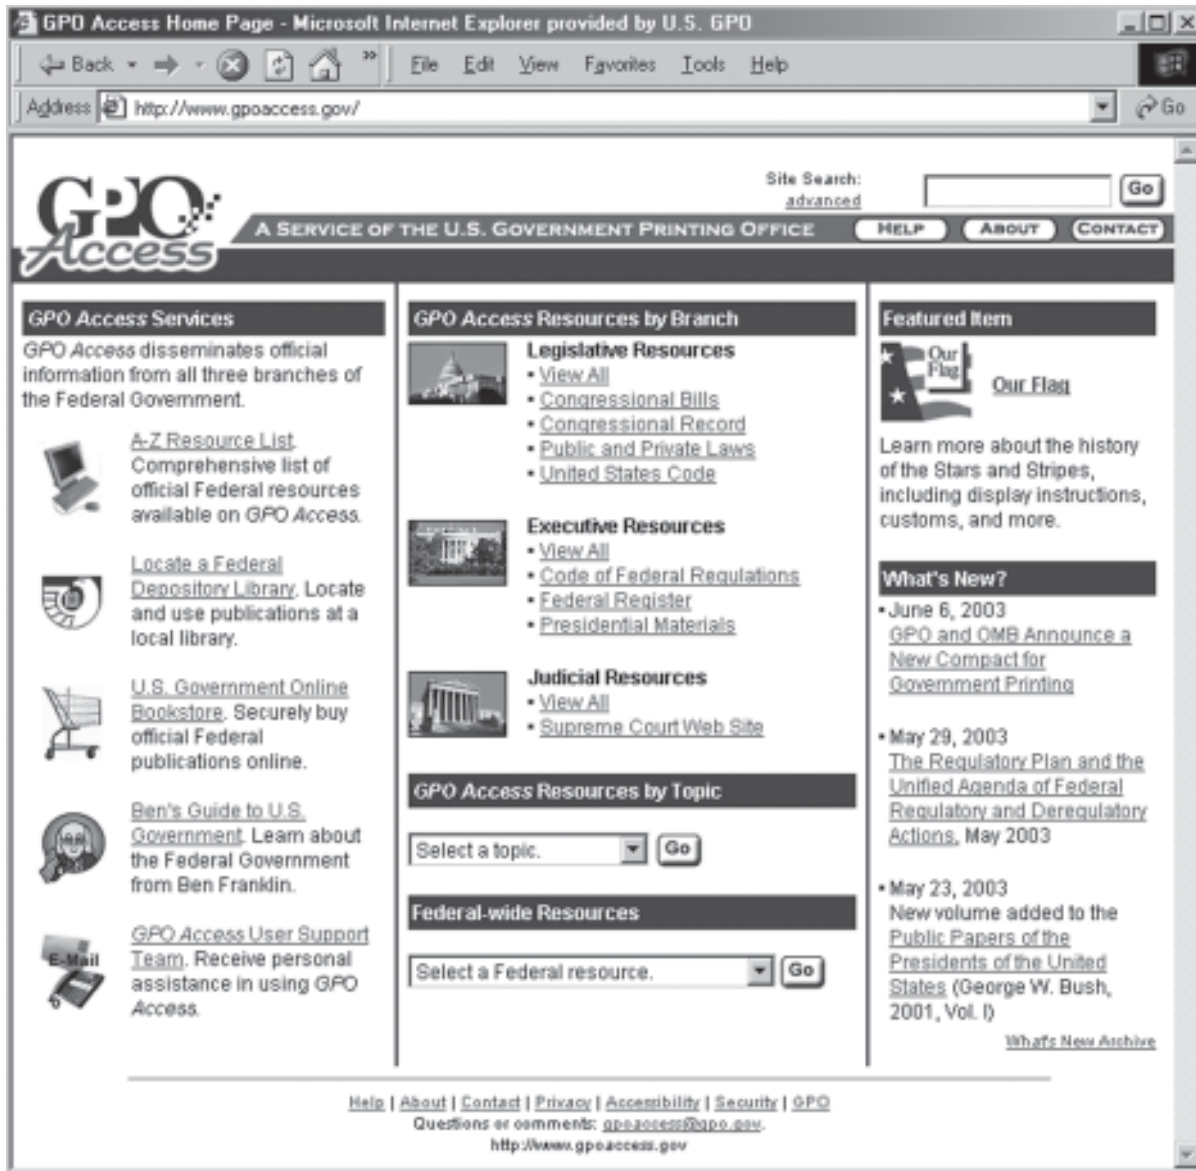 GPO Access Home Page - Microsoft Internet Explorer provided by U.S. GPO
Back File Edit View Favorites Tools Help
Address http://www.gpoaccess.gov/ Go
GPO Access
Site Search:
advanced
Go
A SERVICE OF THE U.S. GOVERNMENT PRINTING OFFICE
HELP ABOUT CONTACT
GPO Access Services
GPO Access disseminates official
information from all three branches of
the Federal Government.
A-Z Resource List.
Comprehensive list of
official Federal resources
available on GPO Access.
Locate a Federal
Depository Library. Locate
and use publications at a
local library.
U.S. Government Online
Bookstore. Securely buy
official Federal
publications online.
Ben's Guide to U.S.
Government. Learn about
the Federal Government
from Ben Franklin.
E-Mail
GPO Access User Support
Team. Receive personal
assistance in using GPO
Access.
GPO Access Resources by Branch
Legislative Resources
▪ View All
▪ Congressional Bills
▪ Congressional Record
▪ Public and Private Laws
▪ United States Code
Executive Resources
▪ View All
▪ Code of Federal Regulations
▪ Federal Register
▪ Presidential Materials
Judicial Resources
▪ View All
▪ Supreme Court Web Site
GPO Access Resources by Topic
Select a topic. Go
Federal-wide Resources
Select a Federal resource. Go
Featured Item
Our
Flag
Our Flag
Learn more about the history
of the Stars and Stripes,
including display instructions,
customs, and more.
What's New?
▪ June 6, 2003
GPO and OMB Announce a
New Compact for
Government Printing
▪ May 29, 2003
The Regulatory Plan and the
Unified Agenda of Federal
Regulatory and Deregulatory
Actions, May 2003
▪ May 23, 2003
New volume added to the
Public Papers of the
Presidents of the United
States (George W. Bush,
2001, Vol. I)
What's New Archive
Help | About | Contact | Privacy | Accessibility | Security | GPO
Questions or comments: gpoaccess@gpo.gov.
http://www.gpoaccess.gov